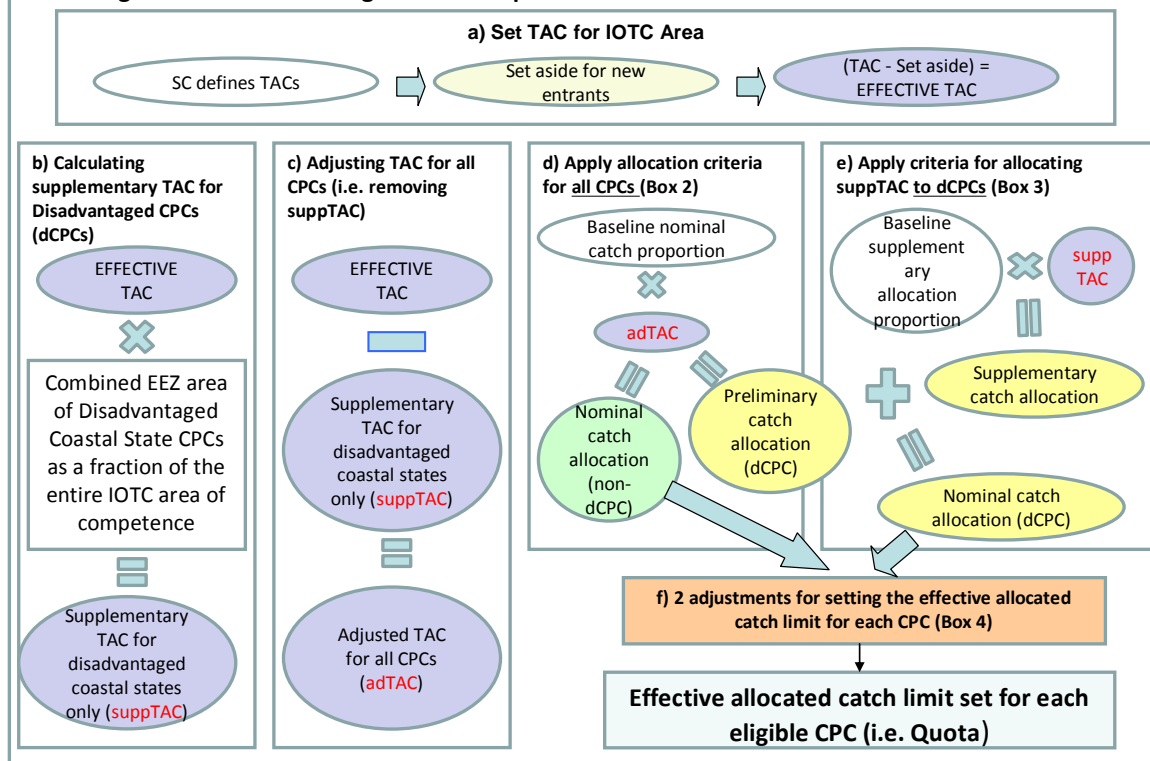 a) Set TAC for IOTC Area
SC defines TACs
Set aside for new
entrants
(TAC - Set aside) =
EFFECTIVE TAC
b) Calculating
supplementary TAC for
Disadvantaged CPCs
(dCPCs)
EFFECTIVE
TAC
Combined EEZ area
of Disadvantaged
Coastal State CPCs
as a fraction of the
entire IOTC area of
competence
Supplementary
TAC for
disadvantaged
coastal states
only (suppTAC)
c) Adjusting TAC for all
CPCs (i.e. removing
suppTAC)
EFFECTIVE
TAC
Supplementary
TAC for
disadvantaged
coastal states
only (suppTAC)
Adjusted TAC
for all CPCs
(adTAC)
d) Apply allocation criteria
for all CPCs (Box 2)
Baseline nominal
catch proportion
adTAC
Nominal
catch
allocation
(non-
dCPC)
Preliminary
catch
allocation
(dCPC)
e) Apply criteria for allocating
suppTAC to dCPCs (Box 3)
Baseline
supplement
ary
allocation
proportion
supp
TAC
Supplementary
catch allocation
Nominal catch
allocation (dCPC)
f) 2 adjustments for setting the effective allocated
catch limit for each CPC (Box 4)
Effective allocated catch limit set for each
eligible CPC (i.e. Quota)